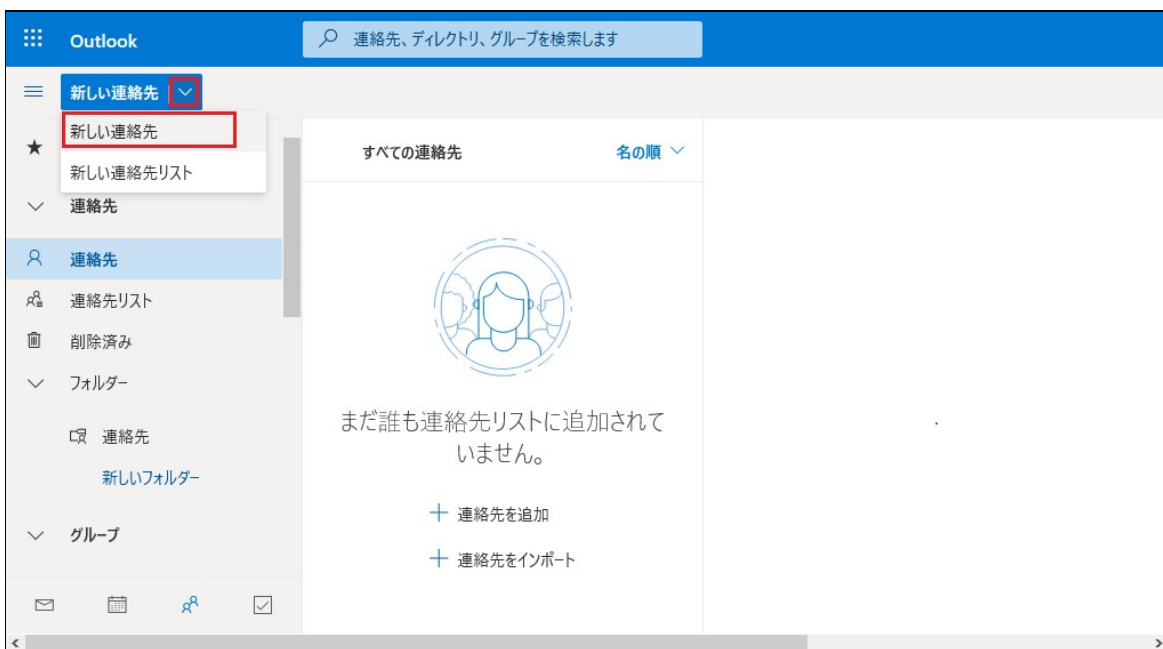 Outlook
連絡先、ディレクトリ、グループを検索します
新しい連絡先
新しい連絡先
新しい連絡先リスト
連絡先
連絡先
連絡先リスト
削除済み
フォルダー
連絡先
新しいフォルダー
グループ
すべての連絡先 名の順
まだ誰も連絡先リストに追加されて
いません。
連絡先を追加
連絡先をインポート